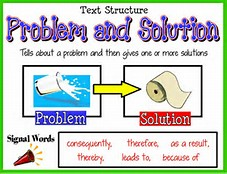 Text Structure
Problem and Solution
Tells about a problem and then gives one or more solutions
Problem
Solution
Signal Words
consequently, therefore, as a result,
thereby, leads to, because of